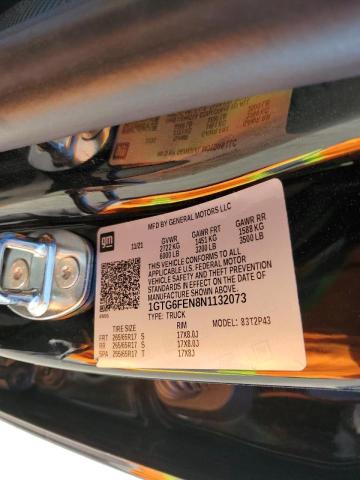 MFD BY GENERAL MOTORS LLC
gm
11/21
GVWR GAWR FRT GAWR RR
2722 KG 1451 KG 1588 KG
6000 LB 3200 LB 3500 LB
THIS VEHICLE CONFORMS TO ALL
APPLICABLE U.S. FEDERAL MOTOR
VEHICLE SAFETY AND THEFT PREVENTION
STANDARDS IN EFFECT ON THE DATE OF
MANUFACTURE SHOWN ABOVE.
1GTG6FEN8N1132073
TYPE: TRUCK
MODEL: 83T2P43
TIRE SIZE RIM
FRT 265/65R17 S 17X8.0J
RR 265/65R17 S 17X8.0J
SPA 255/65R17 T 17X8J